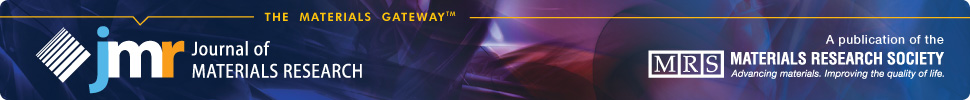 THE MATERIALS GATEWAY™
jmr
Journal of
MATERIALS RESEARCH
A publication of the
MRS
MATERIALS RESEARCH SOCIETY
Advancing materials. Improving the quality of life.